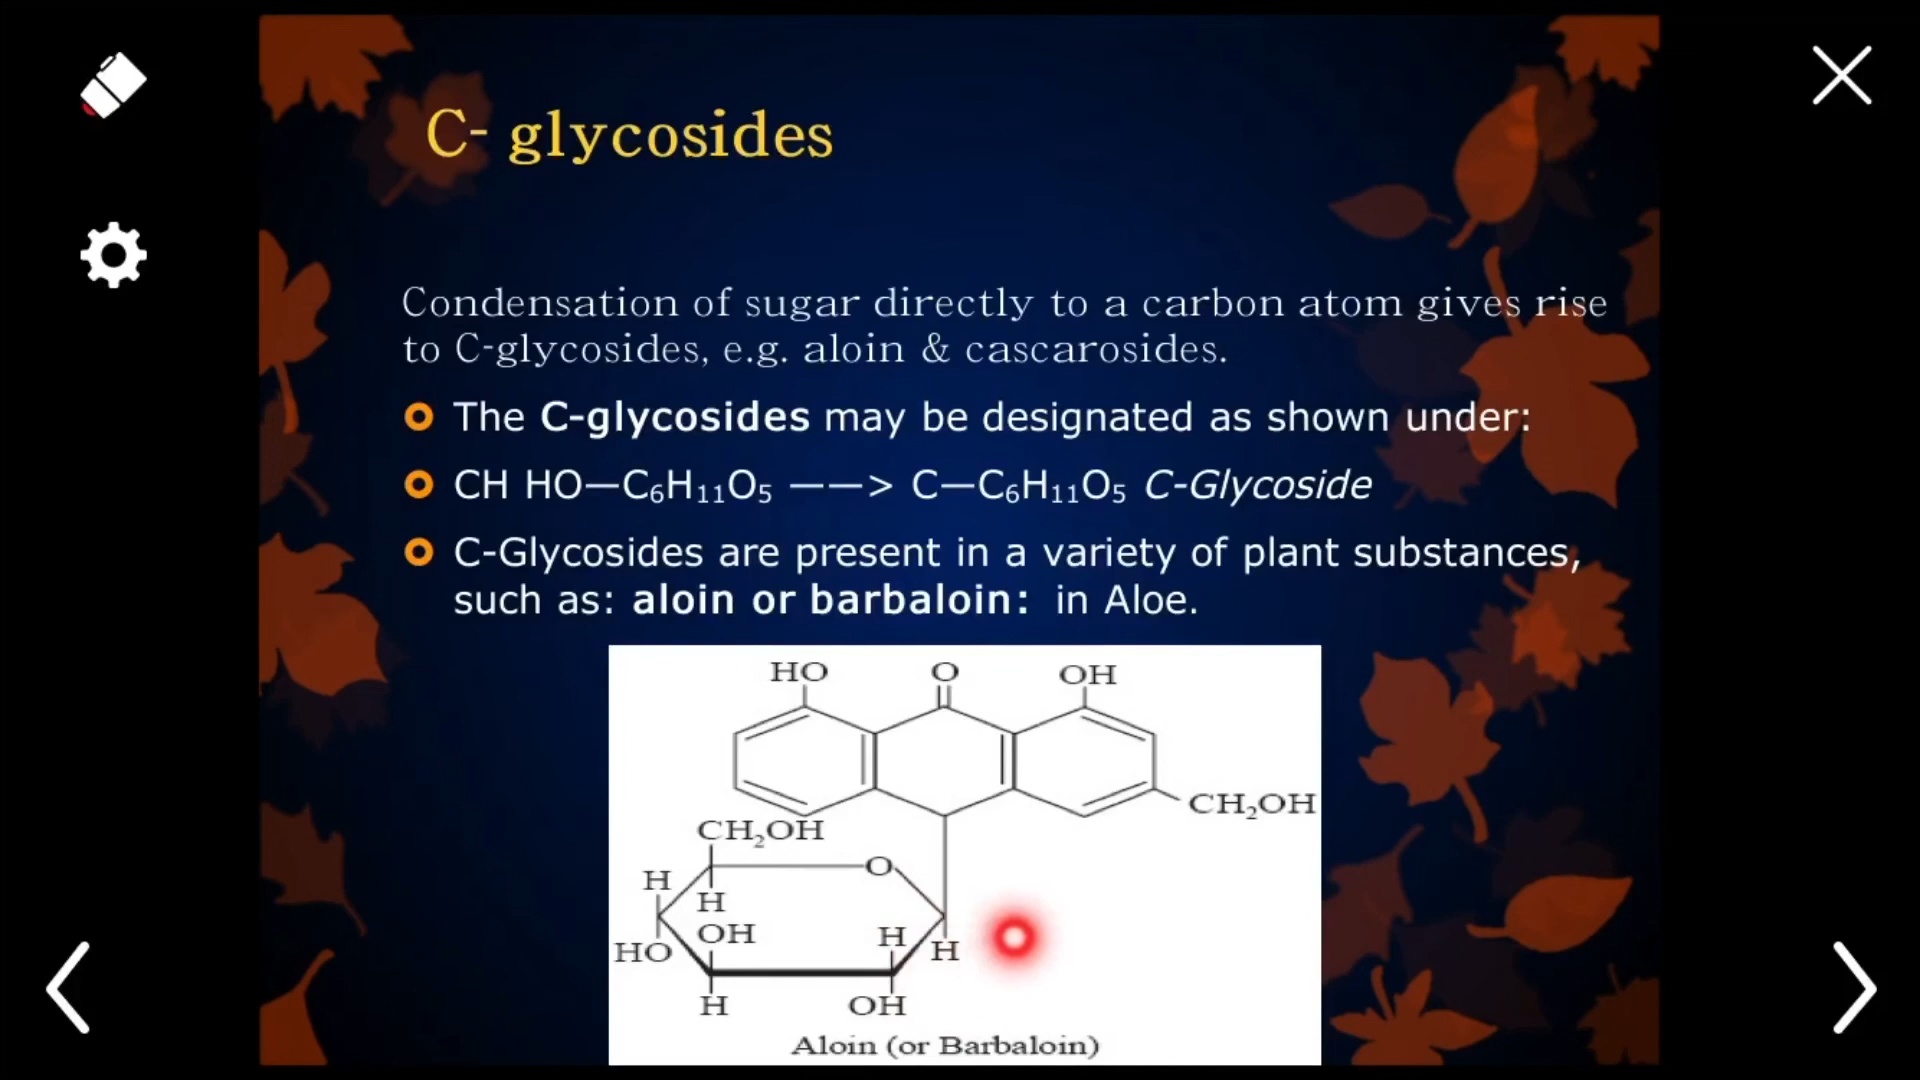 C- glycosides
Condensation of sugar directly to a carbon atom gives rise
to C-glycosides, e.g. aloin & cascarosides.
The C-glycosides may be designated as shown under:
CH HO—C₆H₁₁O₅ ——> C—C₆H₁₁O₅ C-Glycoside
C-Glycosides are present in a variety of plant substances,
such as: aloin or barbaloin: in Aloe.
HO O OH
CH₂OH
CH₂OH
O
H
H
OH H
HO H
H OH
Aloin (or Barbaloin)